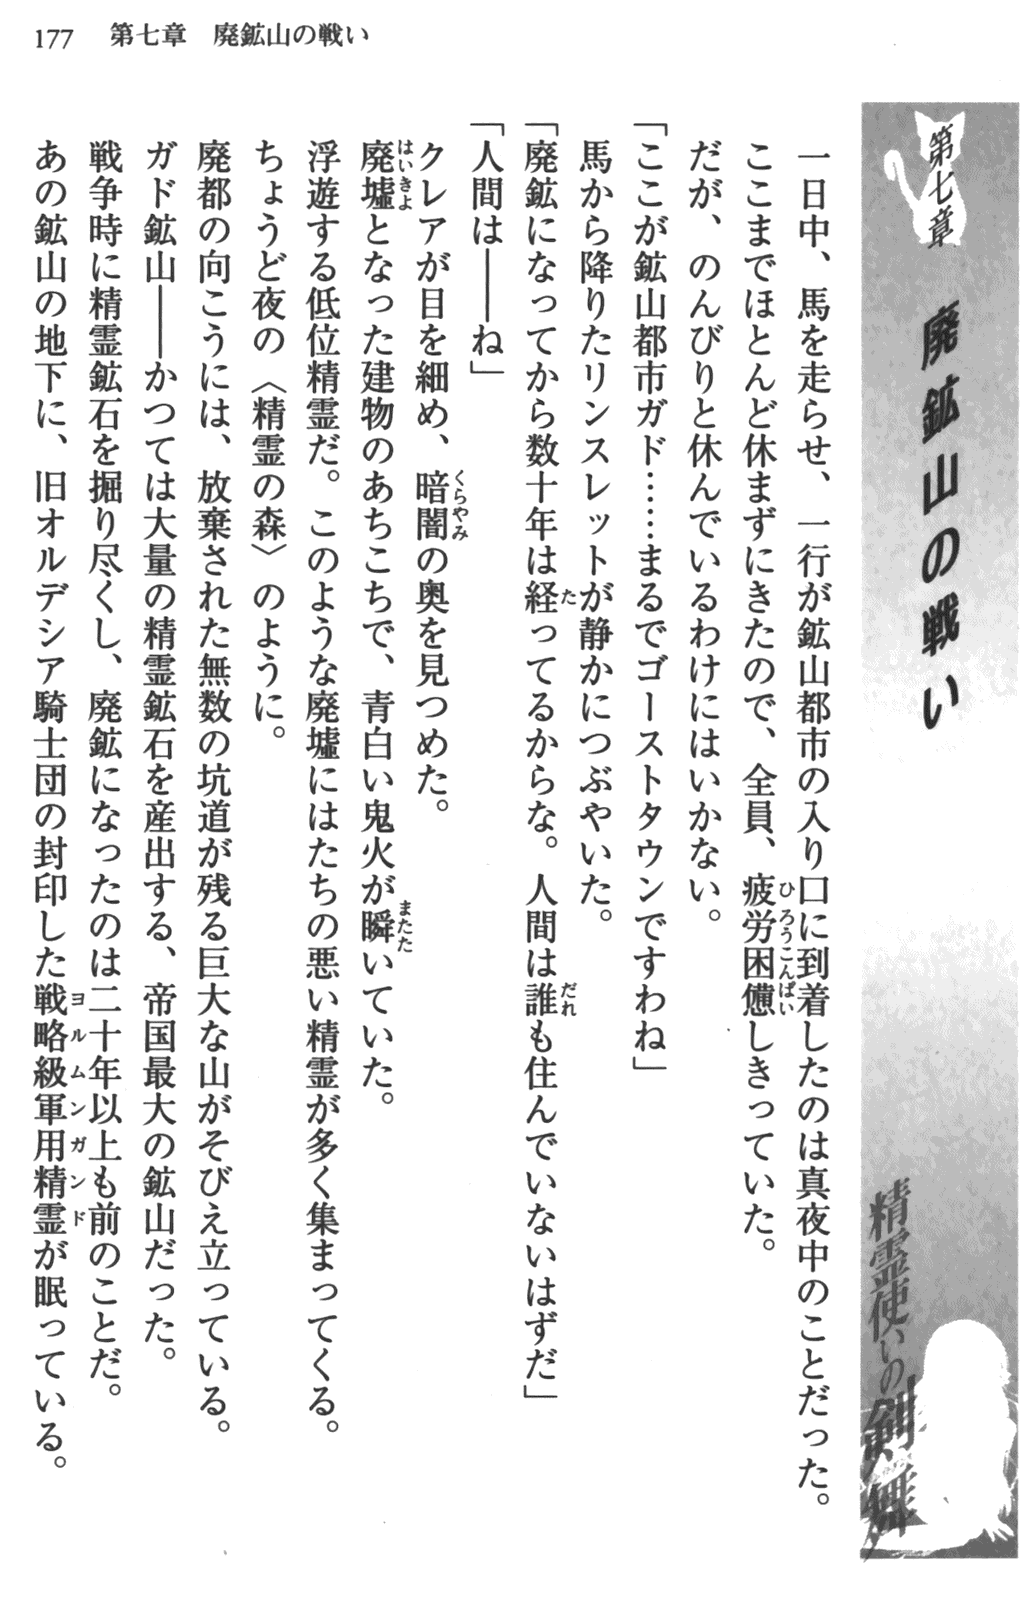 177　第七章　廃鉱山の戦い
第七章　廃鉱山の戦い
精霊使いの剣舞
一日中、馬を走らせ、一行が鉱山都市の入り口に到着したのは真夜中のことだった。
ここまでほとんど休まずにきたので、全員、疲労困憊しきっていた。
だが、のんびりと休んでいるわけにはいかない。
「ここが鉱山都市ガド……まるでゴーストタウンですわね」
馬から降りたリンスレットが静かにつぶやいた。
「廃鉱になってから数十年は経ってるからな。人間は誰も住んでいないはずだ」
「人間は――ね」
クレアが目を細め、暗闇の奥を見つめた。
廃墟となった建物のあちこちで、青白い鬼火が瞬いていた。
浮遊する低位精霊だ。このような廃墟にはたちの悪い精霊が多く集まってくる。
ちょうど夜の〈精霊の森〉のように。
廃都の向こうには、放棄された無数の坑道が残る巨大な山がそびえ立っている。
ガド鉱山――かつては大量の精霊鉱石を産出する、帝国最大の鉱山だった。
戦争時に精霊鉱石を掘り尽くし、廃鉱になったのは二十年以上も前のことだ。
あの鉱山の地下に、旧オルデシア騎士団の封印した戦略級軍用精霊が眠っている。